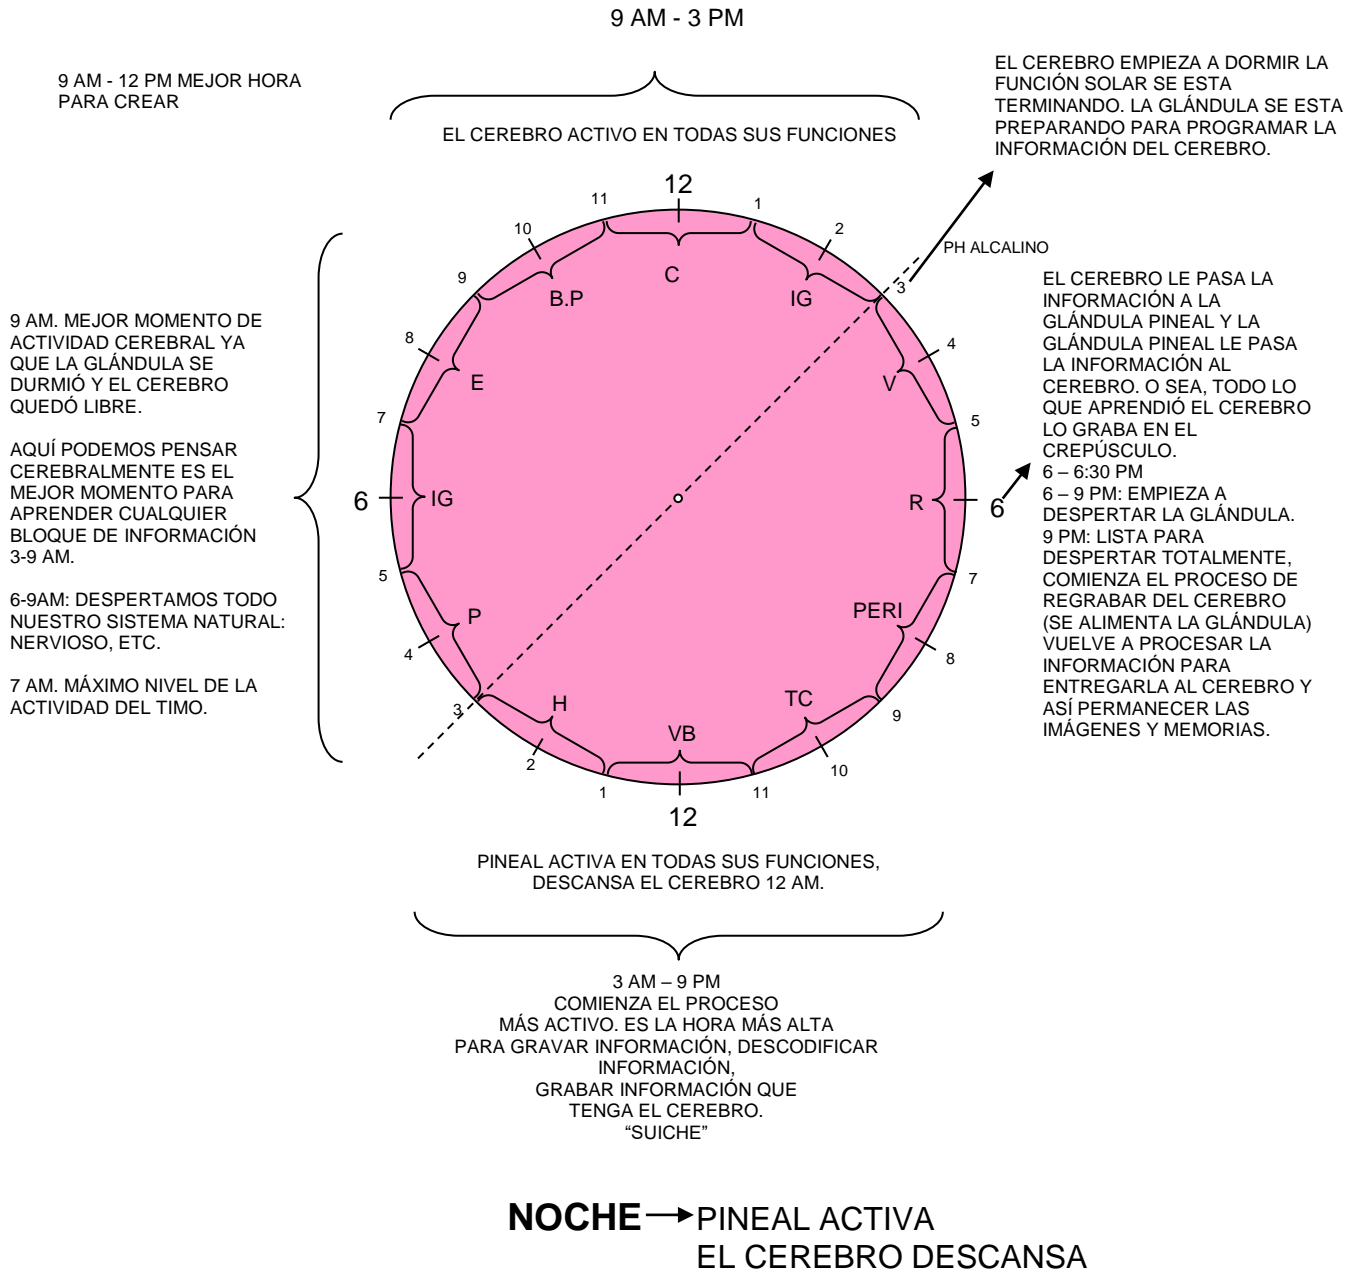 9 AM - 3 PM
9 AM - 12 PM MEJOR HORA
PARA CREAR
EL CEREBRO ACTIVO EN TODAS SUS FUNCIONES
EL CEREBRO EMPIEZA A DORMIR LA
FUNCIÓN SOLAR SE ESTA
TERMINANDO. LA GLÁNDULA SE ESTA
PREPARANDO PARA PROGRAMAR LA
INFORMACIÓN DEL CEREBRO.
12
11
1
10
2
9
3
8
4
7
5
6
6
5
7
4
8
3
9
2
10
1
11
12
PH ALCALINO
C
IG
B.P
V
E
R
IG
PERI
P
TC
H
VB
9 AM. MEJOR MOMENTO DE
ACTIVIDAD CEREBRAL YA
QUE LA GLÁNDULA SE
DURMIÓ Y EL CEREBRO
QUEDÓ LIBRE.
AQUÍ PODEMOS PENSAR
CEREBRALMENTE ES EL
MEJOR MOMENTO PARA
APRENDER CUALQUIER
BLOQUE DE INFORMACIÓN
3-9 AM.
6-9AM: DESPERTAMOS TODO
NUESTRO SISTEMA NATURAL:
NERVIOSO, ETC.
7 AM. MÁXIMO NIVEL DE LA
ACTIVIDAD DEL TIMO.
EL CEREBRO LE PASA LA
INFORMACIÓN A LA
GLÁNDULA PINEAL Y LA
GLÁNDULA PINEAL LE PASA
LA INFORMACIÓN AL
CEREBRO. O SEA, TODO LO
QUE APRENDIÓ EL CEREBRO
LO GRABA EN EL
CREPÚSCULO.
6 – 6:30 PM
6 – 9 PM: EMPIEZA A
DESPERTAR LA GLÁNDULA.
9 PM: LISTA PARA
DESPERTAR TOTALMENTE,
COMIENZA EL PROCESO DE
REGRABAR DEL CEREBRO
(SE ALIMENTA LA GLÁNDULA)
VUELVE A PROCESAR LA
INFORMACIÓN PARA
ENTREGARLA AL CEREBRO Y
ASÍ PERMANECER LAS
IMÁGENES Y MEMORIAS.
PINEAL ACTIVA EN TODAS SUS FUNCIONES,
DESCANSA EL CEREBRO 12 AM.
3 AM – 9 PM
COMIENZA EL PROCESO
MÁS ACTIVO. ES LA HORA MÁS ALTA
PARA GRAVAR INFORMACIÓN, DESCODIFICAR
INFORMACIÓN,
GRABAR INFORMACIÓN QUE
TENGA EL CEREBRO.
“SUICHE”
NOCHE PINEAL ACTIVA
EL CEREBRO DESCANSA